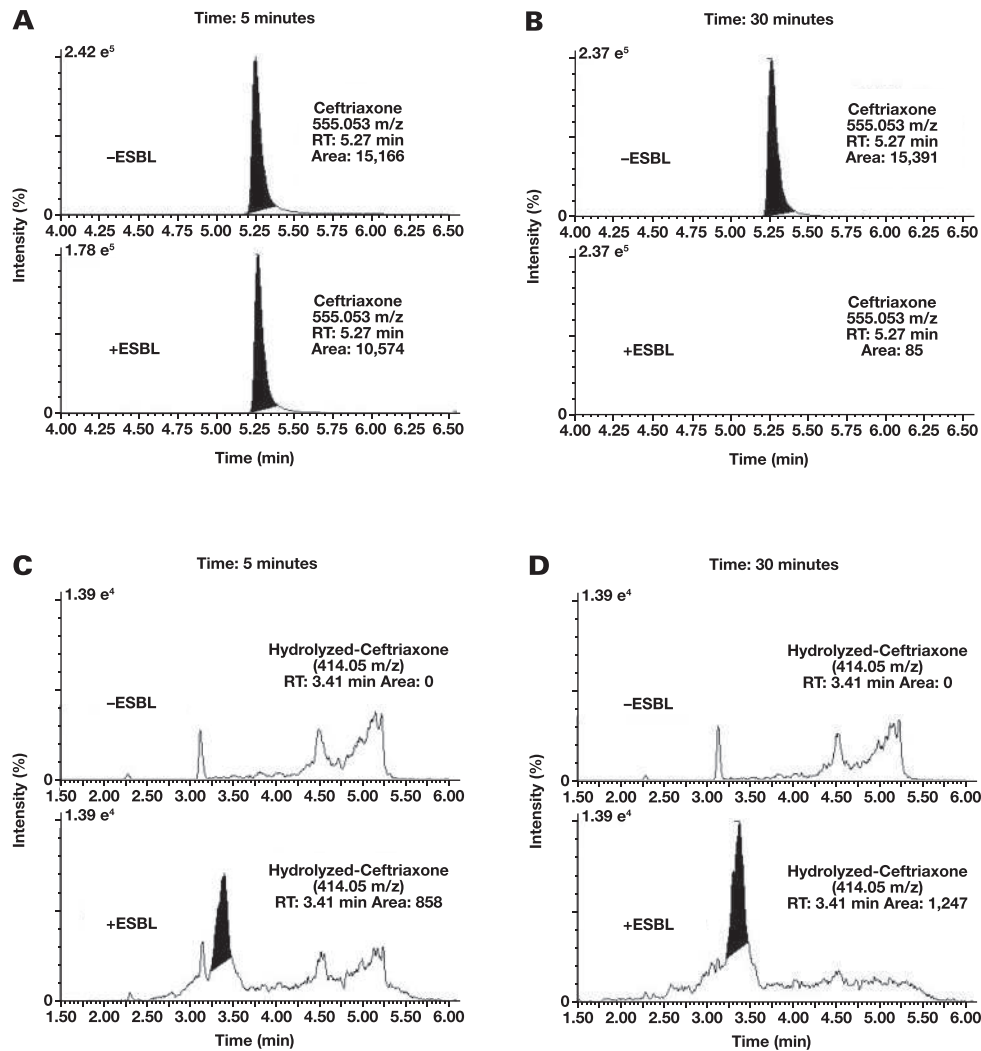 A
Time: 5 minutes
2.42 e5
Ceftriaxone
555.053 m/z
RT: 5.27 min
Area: 15,166
–ESBL
0
4.00 4.25 4.50 4.75 5.00 5.25 5.50 5.75 6.00 6.25 6.50
1.78 e5
Ceftriaxone
555.053 m/z
RT: 5.27 min
Area: 10,574
+ESBL
0
4.00 4.25 4.50 4.75 5.00 5.25 5.50 5.75 6.00 6.25 6.50
Intensity (%)
Time (min)
B
Time: 30 minutes
2.37 e5
Ceftriaxone
555.053 m/z
RT: 5.27 min
Area: 15,391
–ESBL
0
4.00 4.25 4.50 4.75 5.00 5.25 5.50 5.75 6.00 6.25 6.50
2.37 e5
Ceftriaxone
555.053 m/z
RT: 5.27 min
Area: 85
+ESBL
0
4.00 4.25 4.50 4.75 5.00 5.25 5.50 5.75 6.00 6.25 6.50
Intensity (%)
Time (min)
C
Time: 5 minutes
1.39 e4
Hydrolyzed-Ceftriaxone
(414.05 m/z)
RT: 3.41 min Area: 0
–ESBL
0
1.50 2.00 2.50 3.00 3.50 4.00 4.50 5.00 5.50 6.00
1.39 e4
Hydrolyzed-Ceftriaxone
(414.05 m/z)
RT: 3.41 min Area: 858
+ESBL
0
1.50 2.00 2.50 3.00 3.50 4.00 4.50 5.00 5.50 6.00
Intensity (%)
Time (min)
D
Time: 30 minutes
1.39 e4
Hydrolyzed-Ceftriaxone
(414.05 m/z)
RT: 3.41 min Area: 0
–ESBL
0
1.50 2.00 2.50 3.00 3.50 4.00 4.50 5.00 5.50 6.00
1.39 e4
Hydrolyzed-Ceftriaxone
(414.05 m/z)
RT: 3.41 min Area: 1,247
+ESBL
0
1.50 2.00 2.50 3.00 3.50 4.00 4.50 5.00 5.50 6.00
Intensity (%)
Time (min)